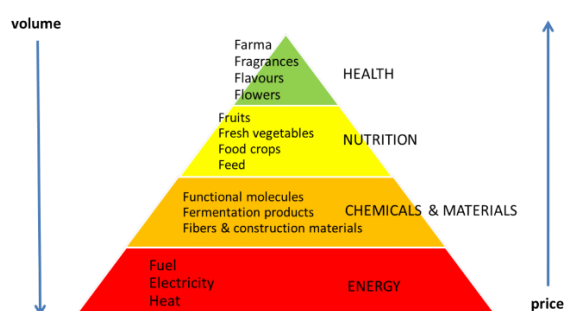 volume
Farma
Fragrances
Flavours
Flowers
HEALTH
Fruits
Fresh vegetables
Food crops
Feed
NUTRITION
Functional molecules
Fermentation products
Fibers & construction materials
CHEMICALS & MATERIALS
Fuel
Electricity
Heat
ENERGY
price